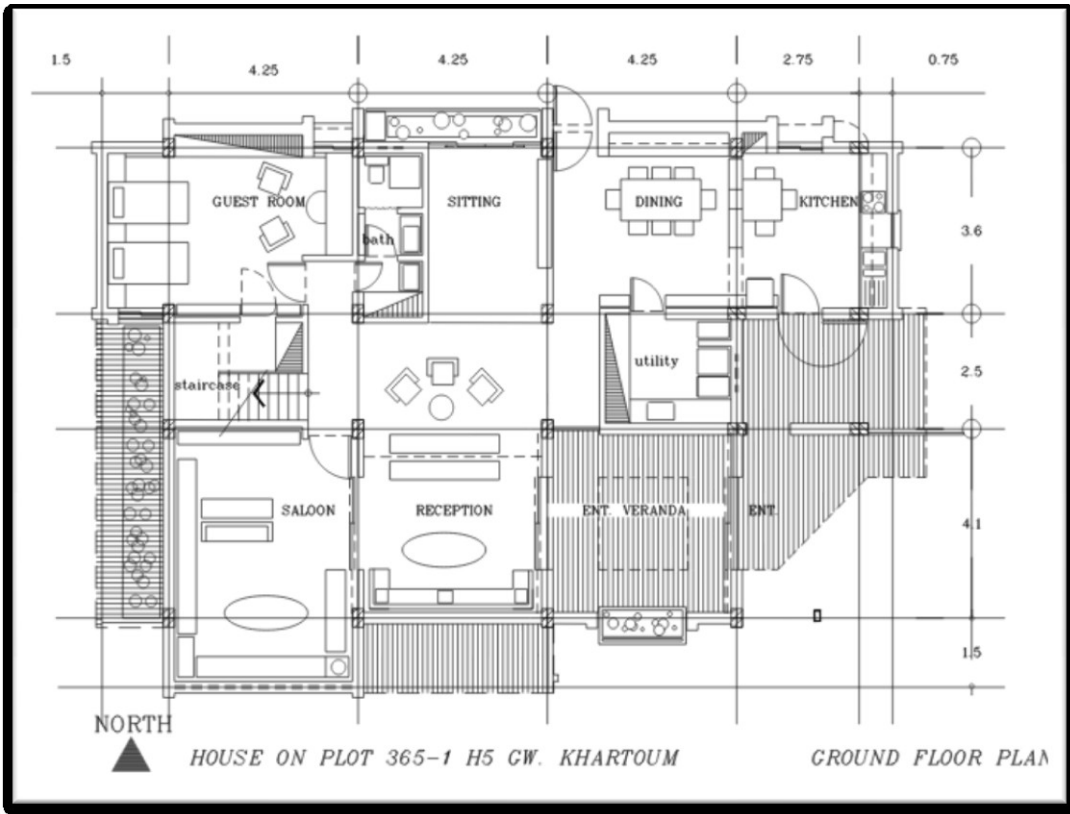 1.5 4.25 4.25 4.25 2.75 0.75
GUEST ROOM SITTING DINING KITCHEN
3.6
bath
utility
2.5
staircase
SALOON RECEPTION ENT. VERANDA ENT.
4.1
1.5
NORTH
HOUSE ON PLOT 365-1 H5 GW. KHARTOUM GROUND FLOOR PLAN